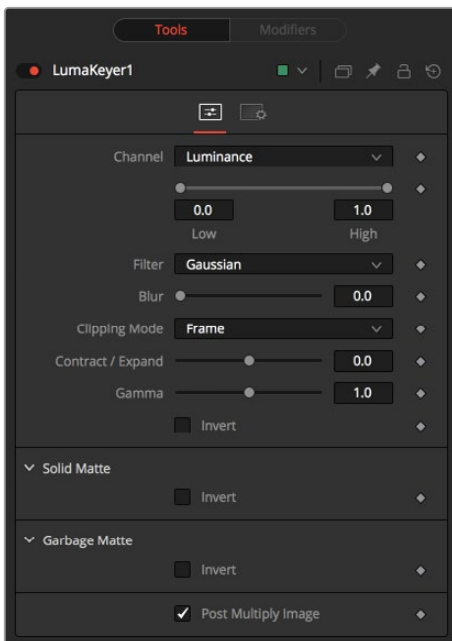 Tools Modifiers
LumaKeyer1
Channel Luminance
0.0 1.0
Low High
Filter Gaussian
Blur 0.0
Clipping Mode Frame
Contract / Expand 0.0
Gamma 1.0
Invert
Solid Matte
Invert
Garbage Matte
Invert
Post Multiply Image